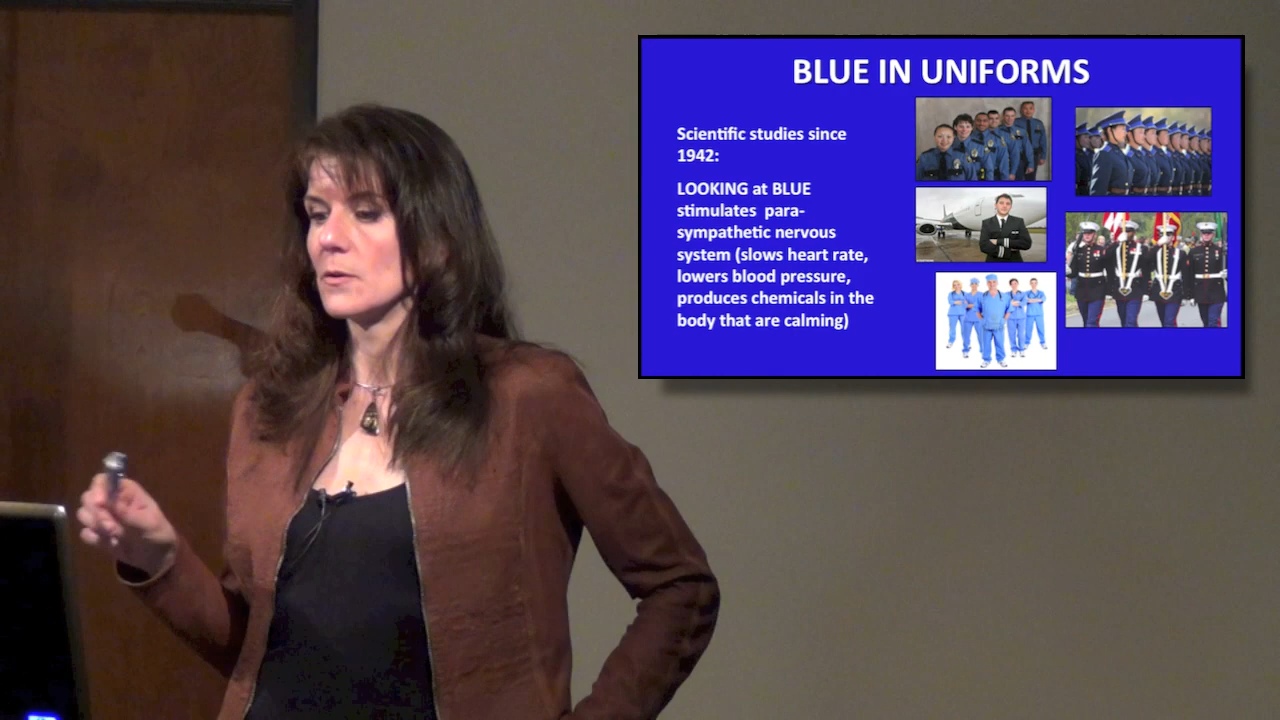 BLUE IN UNIFORMS
Scientific studies since
1942:
LOOKING at BLUE
stimulates para-
sympathetic nervous
system (slows heart rate,
lowers blood pressure,
produces chemicals in the
body that are calming)